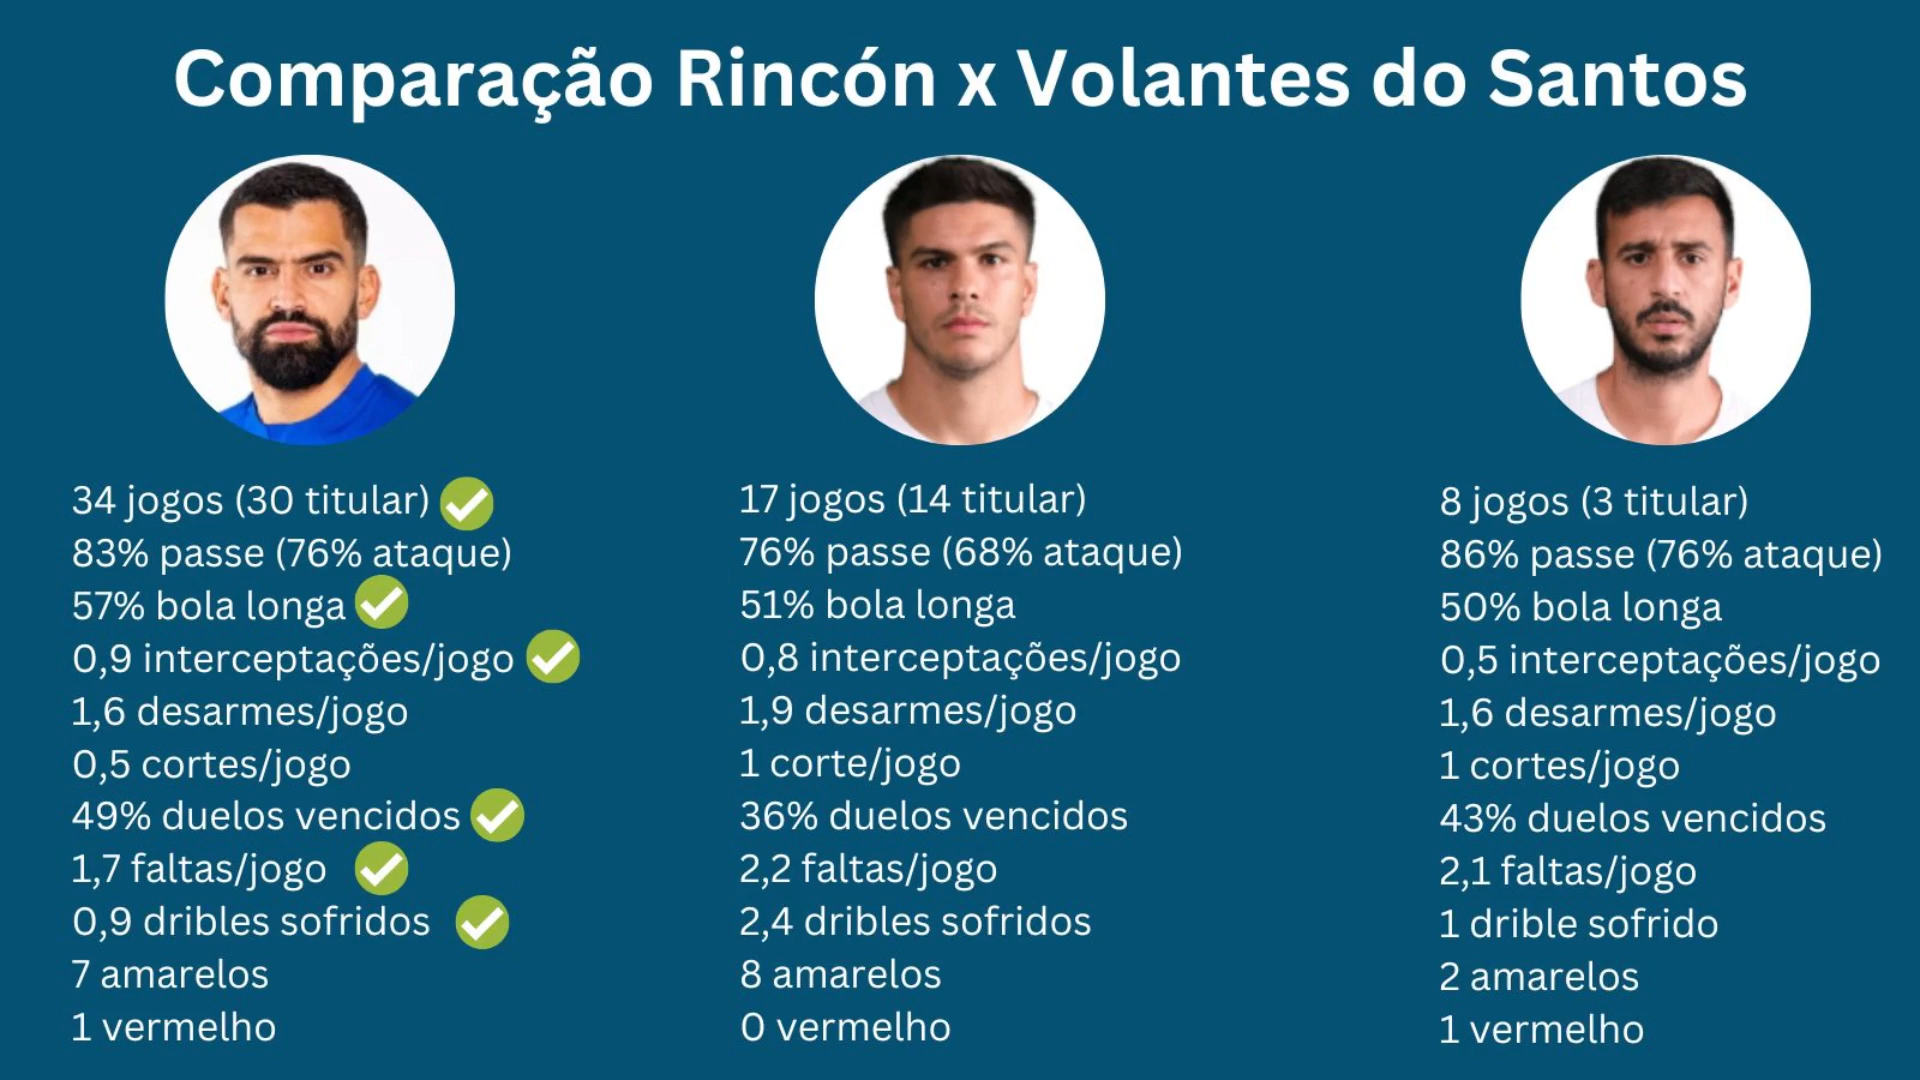 Comparação Rincón x Volantes do Santos
34 jogos (30 titular)
83% passe (76% ataque)
57% bola longa
0,9 interceptações/jogo
1,6 desarmes/jogo
0,5 cortes/jogo
49% duelos vencidos
1,7 faltas/jogo
0,9 dribles sofridos
7 amarelos
1 vermelho
17 jogos (14 titular)
76% passe (68% ataque)
51% bola longa
0,8 interceptações/jogo
1,9 desarmes/jogo
1 corte/jogo
36% duelos vencidos
2,2 faltas/jogo
2,4 dribles sofridos
8 amarelos
0 vermelho
8 jogos (3 titular)
86% passe (76% ataque)
50% bola longa
0,5 interceptações/jogo
1,6 desarmes/jogo
1 cortes/jogo
43% duelos vencidos
2,1 faltas/jogo
1 drible sofrido
2 amarelos
1 vermelho